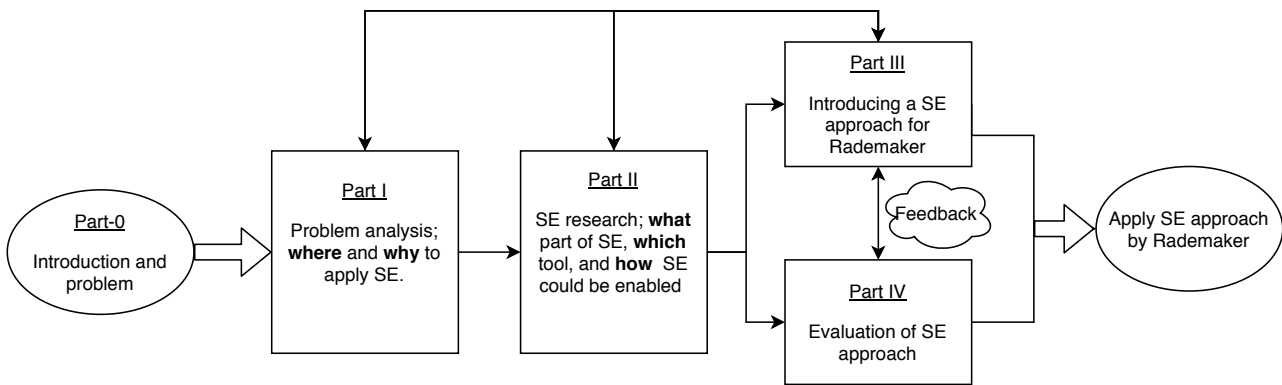 Part-0
Introduction and
problem
Part I
Problem analysis;
where and why to
apply SE.
Part II
SE research; what
part of SE, which
tool, and how SE
could be enabled
Part III
Introducing a SE
approach for
Rademaker
Feedback
Part IV
Evaluation of SE
approach
Apply SE approach
by Rademaker